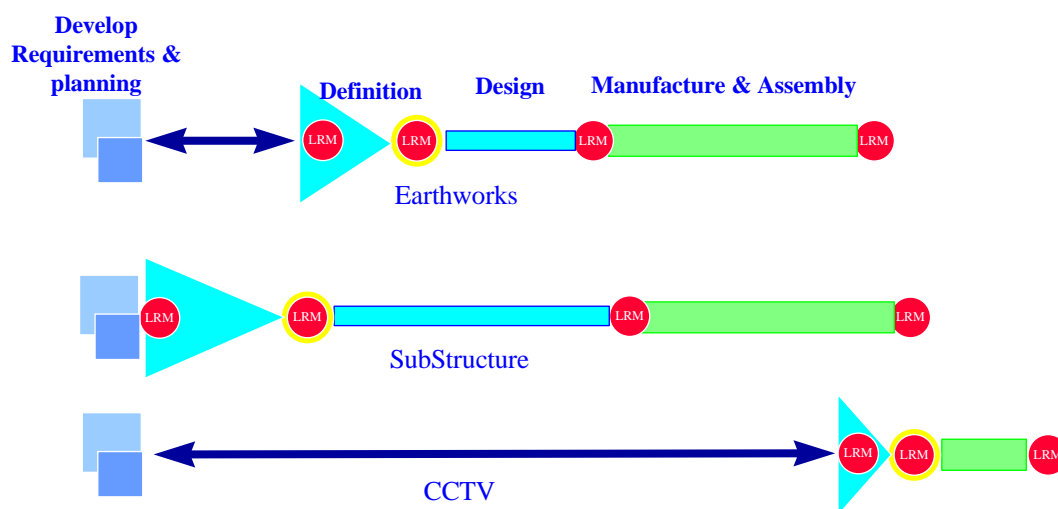 Develop
Requirements &
planning
Definition
Design
Manufacture & Assembly
LRM
LRM
LRM
LRM
Earthworks
LRM
LRM
LRM
LRM
SubStructure
LRM
LRM
LRM
CCTV